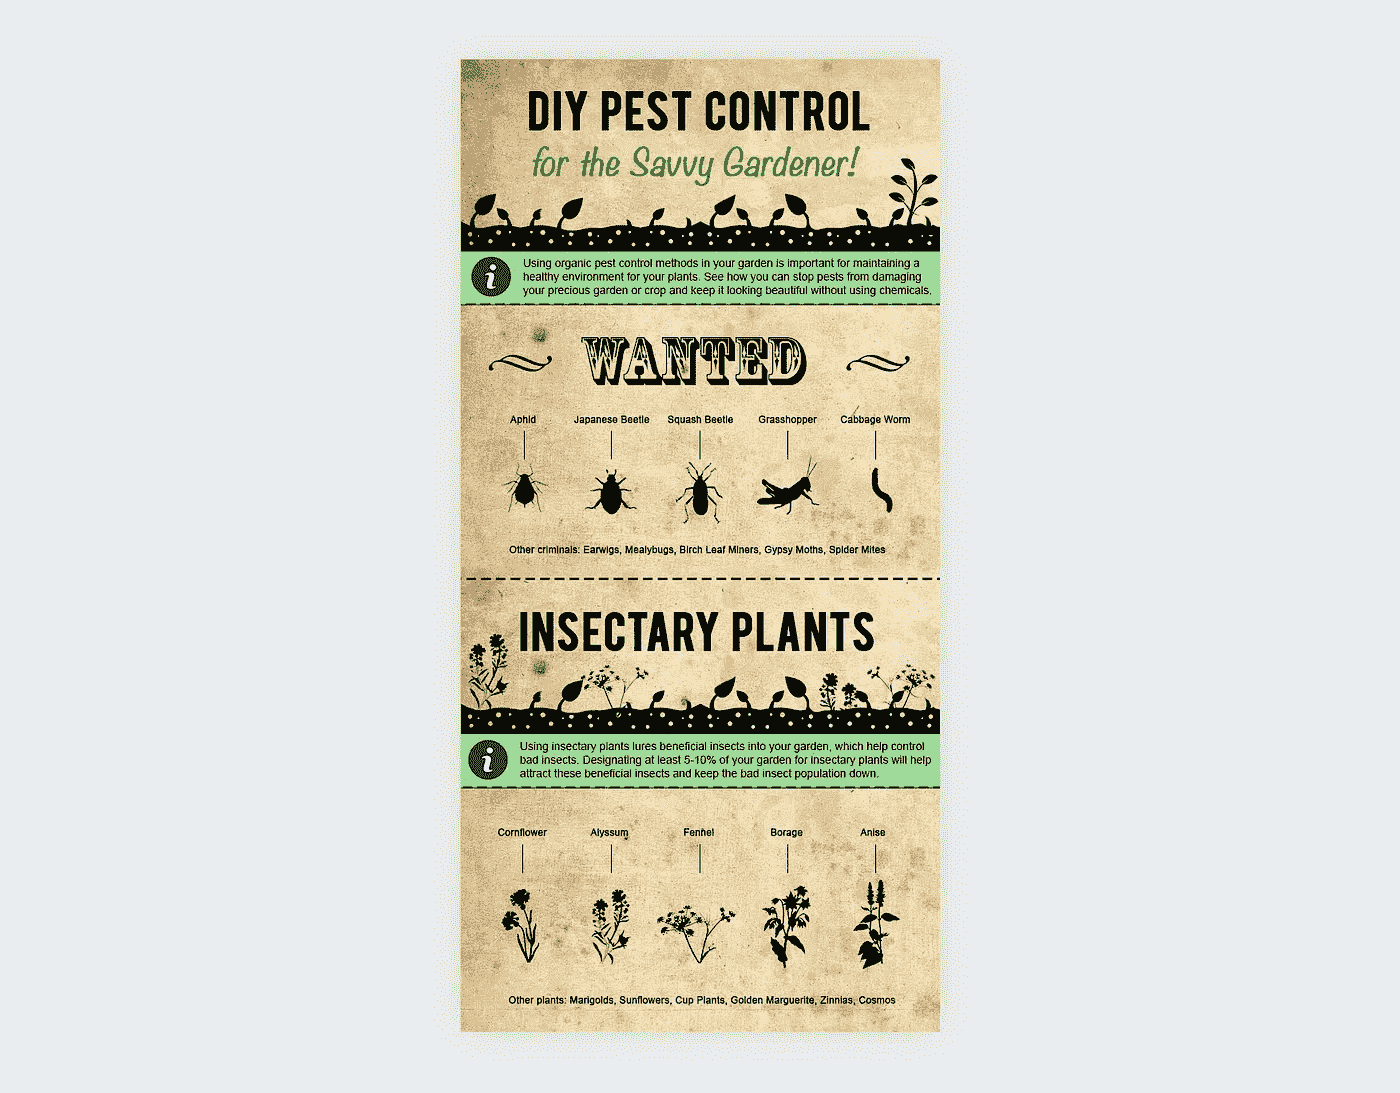 DIY PEST CONTROL
for the Savvy Gardener!
i
Using organic pest control methods in your garden is important for maintaining a
healthy environment for your plants. See how you can stop pests from damaging
your precious garden or crop and keep it looking beautiful without using chemicals.
WANTED
Aphid Japanese Beetle Squash Beetle Grasshopper Cabbage Worm
Other criminals: Earwigs, Mealybugs, Birch Leaf Miners, Gypsy Moths, Spider Mites
INSECTARY PLANTS
i
Using insectary plants lures beneficial insects into your garden, which help control
bad insects. Designating at least 5-10% of your garden for insectary plants will help
attract these beneficial insects and keep the bad insect population down.
Cornflower Alyssum Fennel Borage Anise
Other plants: Marigolds, Sunflowers, Cup Plants, Golden Marguerite, Zinnias, Cosmos